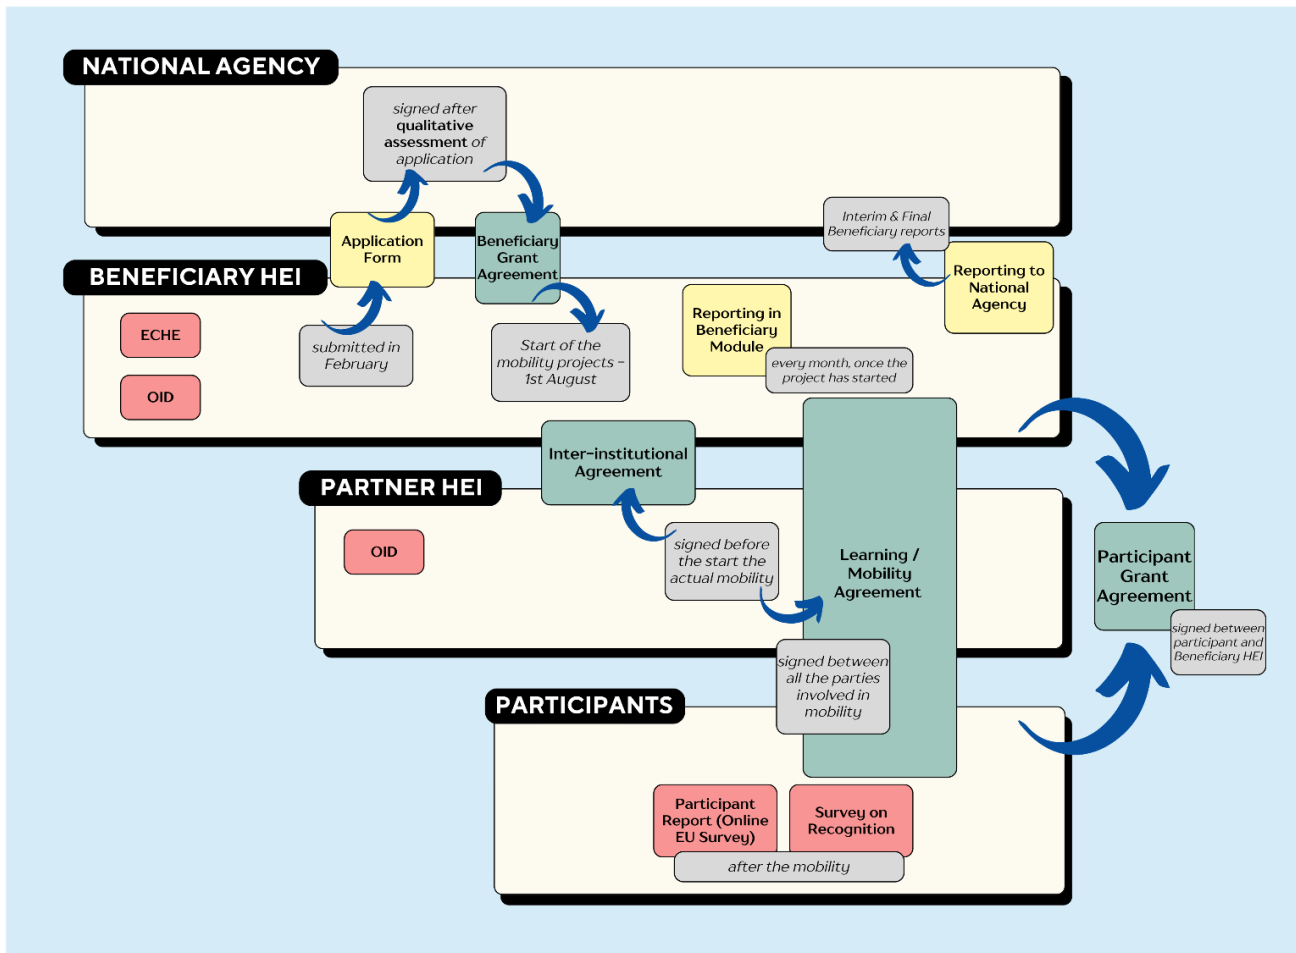 NATIONAL AGENCY
signed after
qualitative
assessment of
application
Application
Form
Beneficiary
Grant
Agreement
Interim & Final
Beneficiary reports
Reporting to
National
Agency
BENEFICIARY HEI
ECHE
OID
submitted in
February
Start of the
mobility projects –
1st August
Reporting in
Beneficiary
Module
every month, once the
project has started
Inter-institutional
Agreement
PARTNER HEI
OID
signed before
the start the
actual mobility
Learning /
Mobility
Agreement
Participant
Grant
Agreement
signed between
participant and
Beneficiary HEI
signed between
all the parties
involved in
mobility
PARTICIPANTS
Participant
Report (Online
EU Survey)
Survey on
Recognition
after the mobility